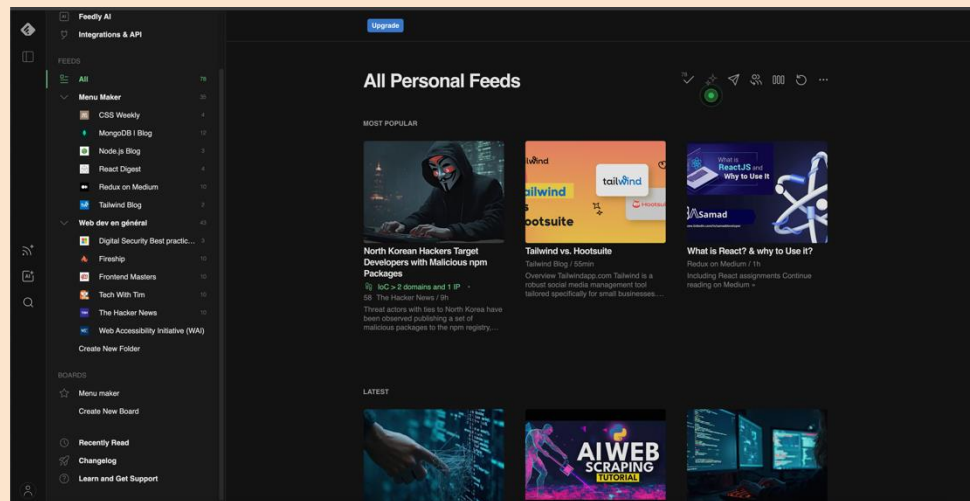 Feedly AI
Integrations & API
FEEDS
All 78
Menu Maker
CSS Weekly 4
MongoDB | Blog 12
Node.js Blog 3
React Digest 4
Redux on Medium 10
Tailwind Blog 2
Web dev en général 43
Digital Security Best practic... 3
Fireship 10
Frontend Masters 10
Tech With Tim 10
The Hacker News 10
Web Accessibility Initiative (WAI)
Create New Folder
BOARDS
Menu maker
Create New Board
Recently Read
Changelog
Learn and Get Support
Upgrade
All Personal Feeds
78
MOST POPULAR
North Korean Hackers Target
Developers with Malicious npm
Packages
IoC > 2 domains and 1 IP
58 The Hacker News / 9h
Threat actors with ties to North Korea have
been observed publishing a set of
malicious packages to the npm registry,...
lwind
tailwind
ailwind
s
ootsuite
Hootsui
Tailwind vs. Hootsuite
Tailwind Blog / 55min
Overview Tailwindapp.com Tailwind is a
robust social media management tool
tailored specifically for small businesses....
What is
ReactJS and
Why to Use It
Samad
What is React? & why to Use it?
Redux on Medium / 1h
Including React assignments Continue
reading on Medium »
LATEST
AI WEB
SCRAPING
TUTORIAL